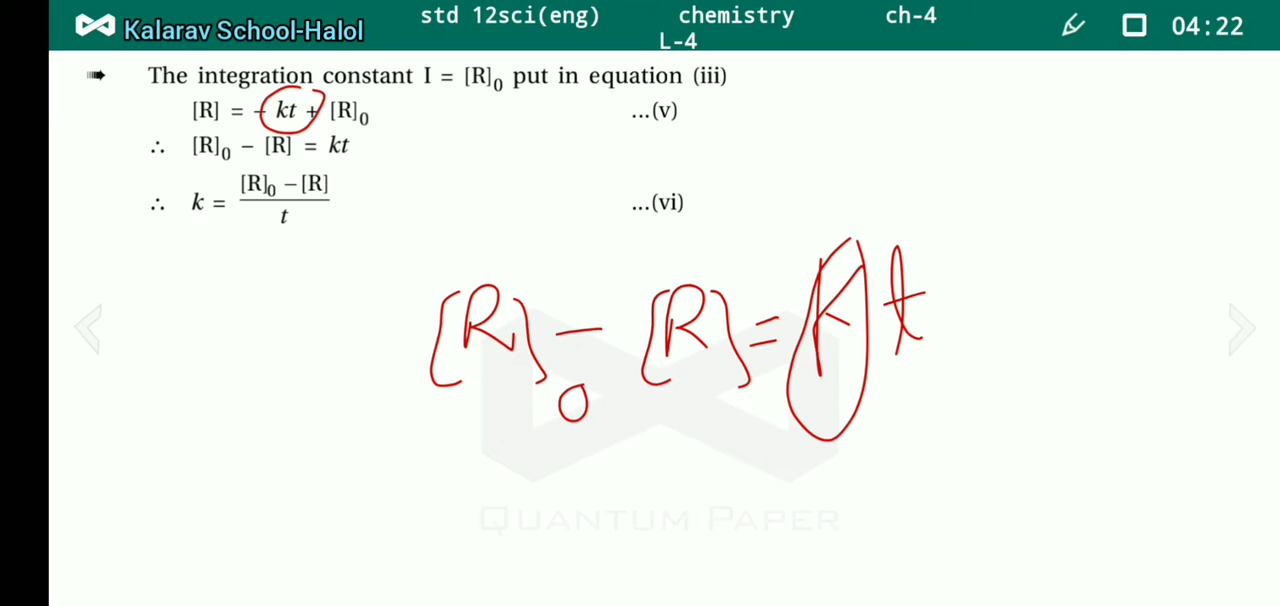 std 12sci(eng) chemistry ch-4
Kalarav School-Halol L-4 04:22
➠ The integration constant I = [R]₀ put in equation (iii)
[R] = – kt + [R]₀ ...(v)
∴ [R]₀ – [R] = kt
∴ k = [R]₀ – [R] / t ...(vi)
[R]₀ – [R] = K t
QUANTUM PAPER